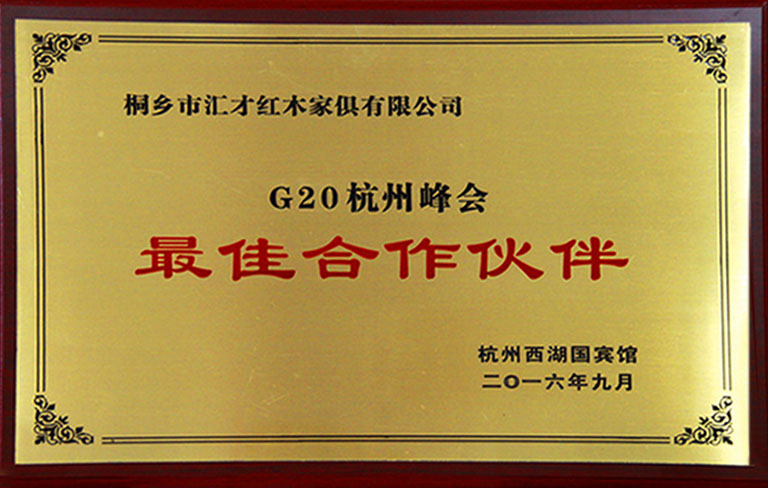 桐乡市汇才红木家俱有限公司
G20杭州峰会
最佳合作伙伴
杭州西湖国宾馆
二〇一六年九月